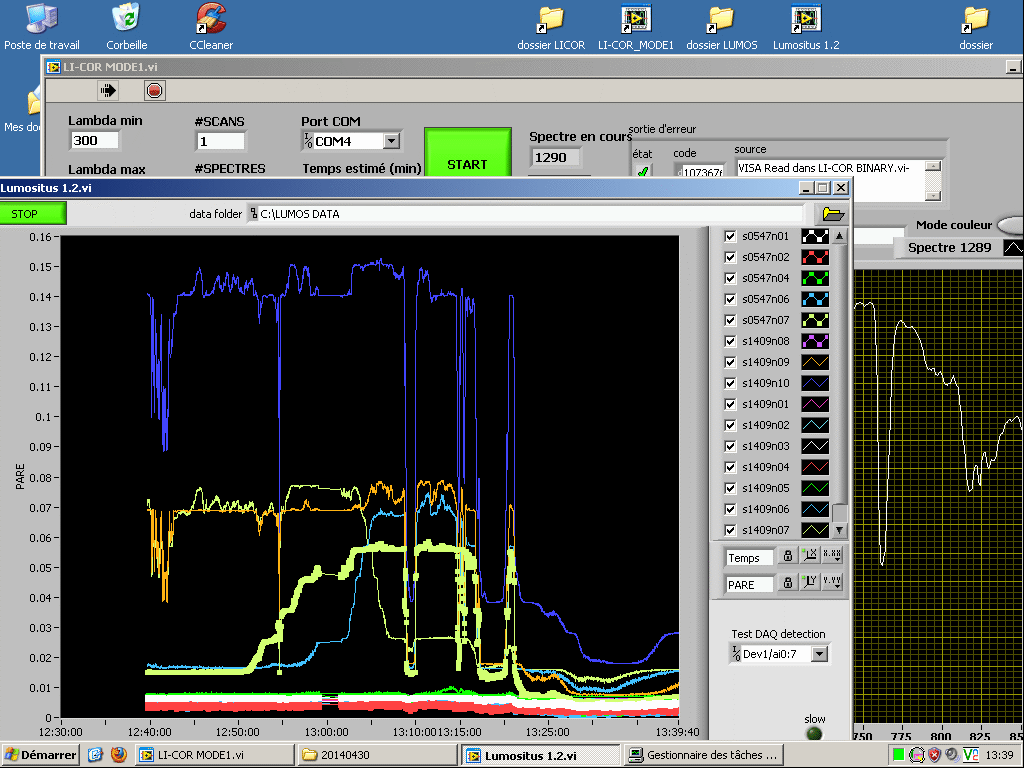 Poste de travail
Corbeille
CCleaner
dossier LICOR
LI-COR_MODE1
dossier LUMOS
Lumositus 1.2
dossier
LI-COR MODE1.vi
Mes do
Lambda min
#SCANS
Port COM
300
1
COM4
START
Spectre en cours
1290
sortie d'erreur
état
code
source
107367
VISA Read dans LI-COR BINARY.vi-
Lambda max
#SPECTRES
Temps estimé (min)
Lumositus 1.2.vi
STOP
data folder
C:\LUMOS DATA
Mode couleur
Spectre 1289
0.16
0.15
0.14
0.13
0.12
0.11
0.1
0.09
0.08
0.07
0.06
0.05
0.04
0.03
0.02
0.01
0
PARE
12:30:00
12:40:00
12:50:00
13:00:00
13:10:00
13:15:00
13:25:00
13:39:40
s0547n01
s0547n02
s0547n04
s0547n06
s0547n07
s1409n08
s1409n09
s1409n10
s1409n01
s1409n02
s1409n03
s1409n04
s1409n05
s1409n06
s1409n07
Temps
X.XX
PARE
Y.YY
Test DAQ detection
Dev1/ai0:7
slow
750
775
800
825
85
Démarrer
LI-COR MODE1.vi
20140430
Lumositus 1.2.vi
Gestionnaire des tâches ...
13:39